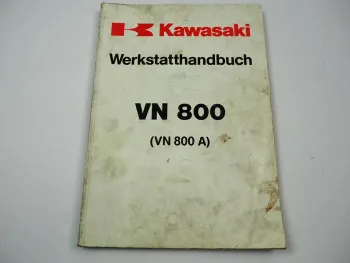 Kawasaki
Werkstatthandbuch
VN 800
(VN 800 A)